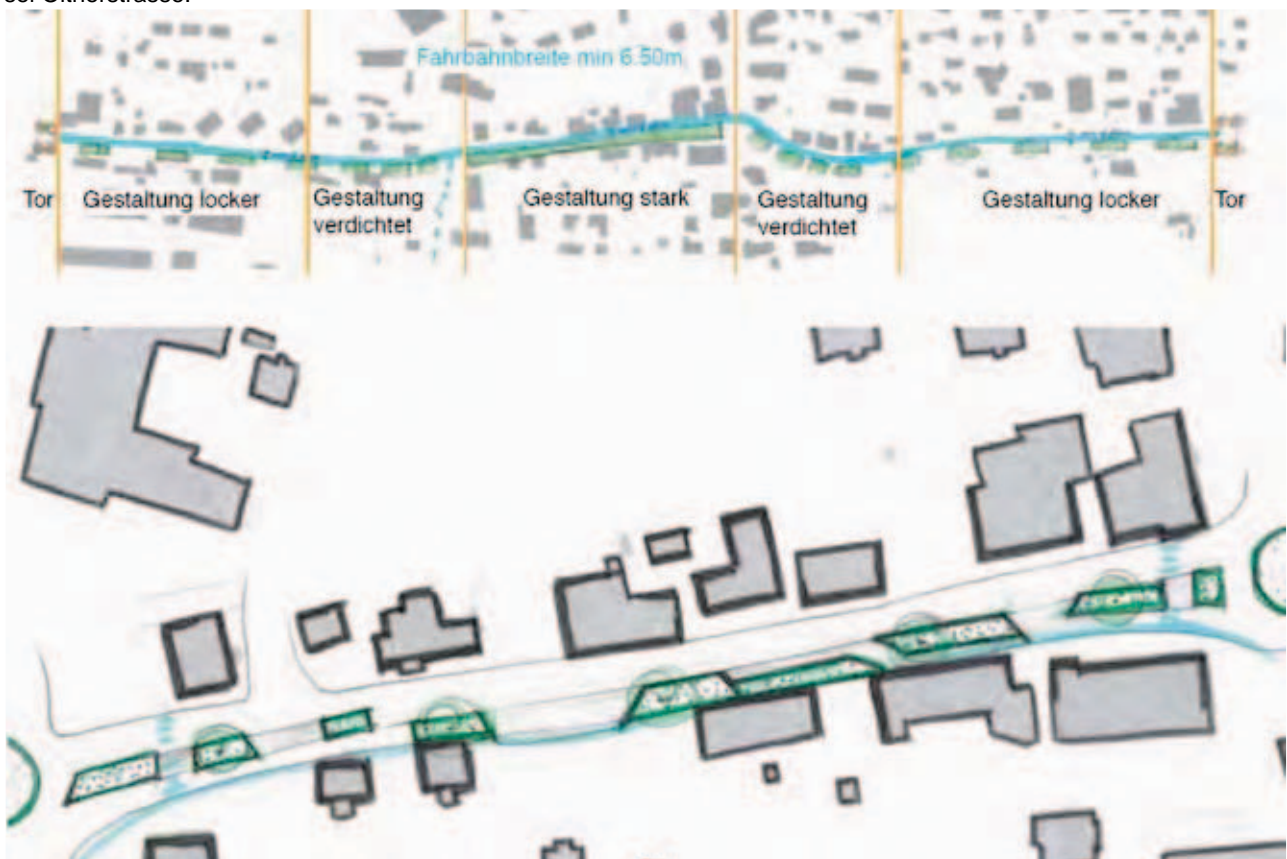 Fahrbahnbreite min 6.50m
Tor
Gestaltung locker
Gestaltung
verdichtet
Gestaltung stark
Gestaltung
verdichtet
Gestaltung locker
Tor